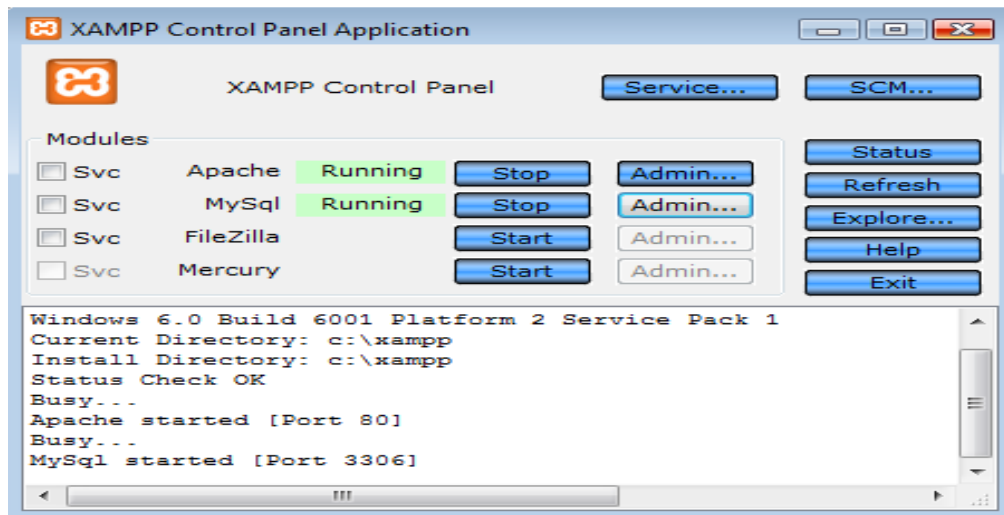 XAMPP Control Panel Application
XAMPP Control Panel Service... SCM...
Modules
Svc Apache Running Stop Admin...
Svc MySql Running Stop Admin...
Svc FileZilla Start Admin...
Svc Mercury Start Admin...
Status
Refresh
Explore...
Help
Exit
Windows 6.0 Build 6001 Platform 2 Service Pack 1
Current Directory: c:\xampp
Install Directory: c:\xampp
Status Check OK
Busy...
Apache started [Port 80]
Busy...
MySql started [Port 3306]